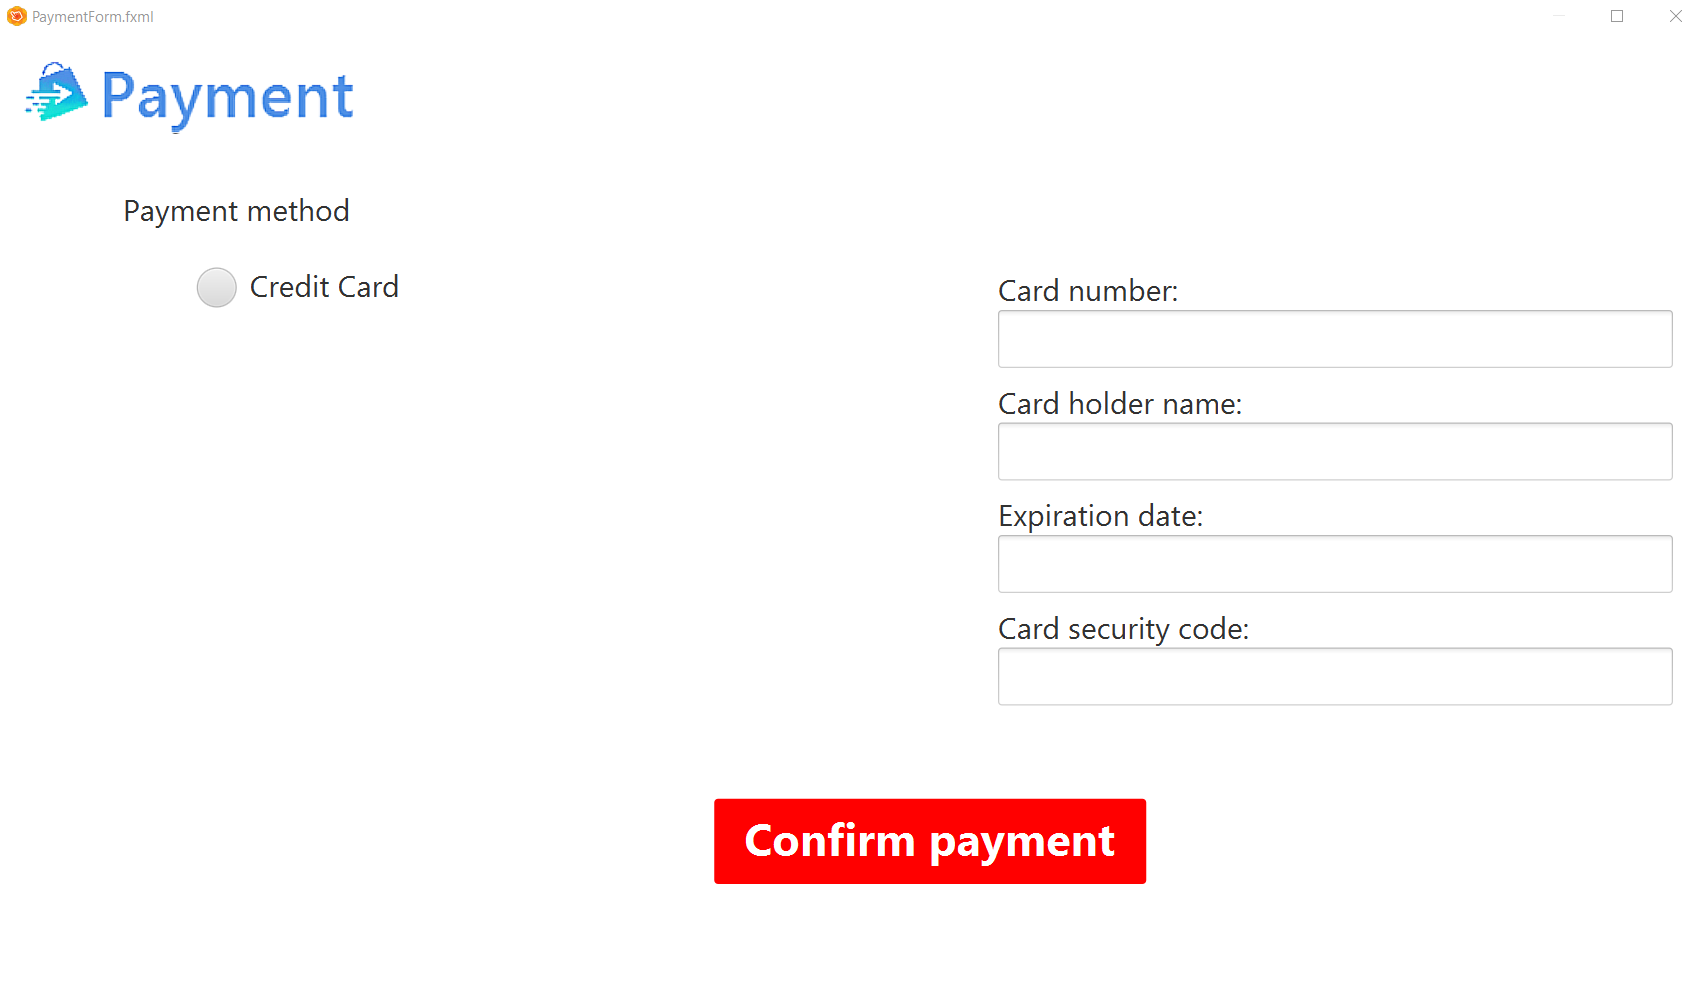 PaymentForm.fxml
Payment
Payment method
Credit Card
Card number:
Card holder name:
Expiration date:
Card security code:
Confirm payment